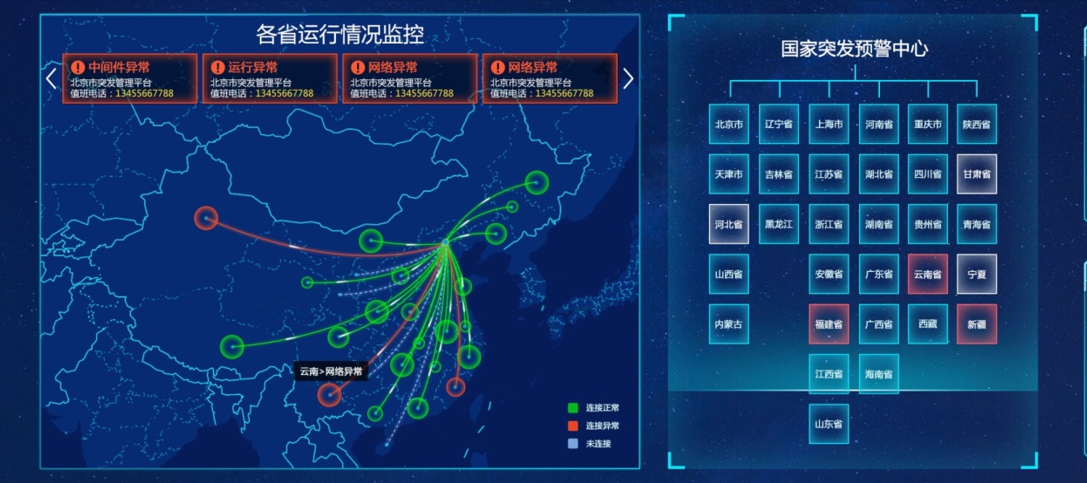 各省运行情况监控
中间件异常
北京市突发管理平台
值班电话：13455667788
运行异常
北京市突发管理平台
值班电话：13455667788
网络异常
北京市突发管理平台
值班电话：13455667788
网络异常
北京市突发管理平台
值班电话：13455667788
云南>网络异常
连接正常
连接异常
未连接
国家突发预警中心
北京市 辽宁省 上海市 河南省 重庆市 陕西省
天津市 吉林省 江苏省 湖北省 四川省 甘肃省
河北省 黑龙江 浙江省 湖南省 贵州省 青海省
山西省 安徽省 广东省 云南省 宁夏
内蒙古 福建省 广西省 西藏 新疆
江西省 海南省
山东省